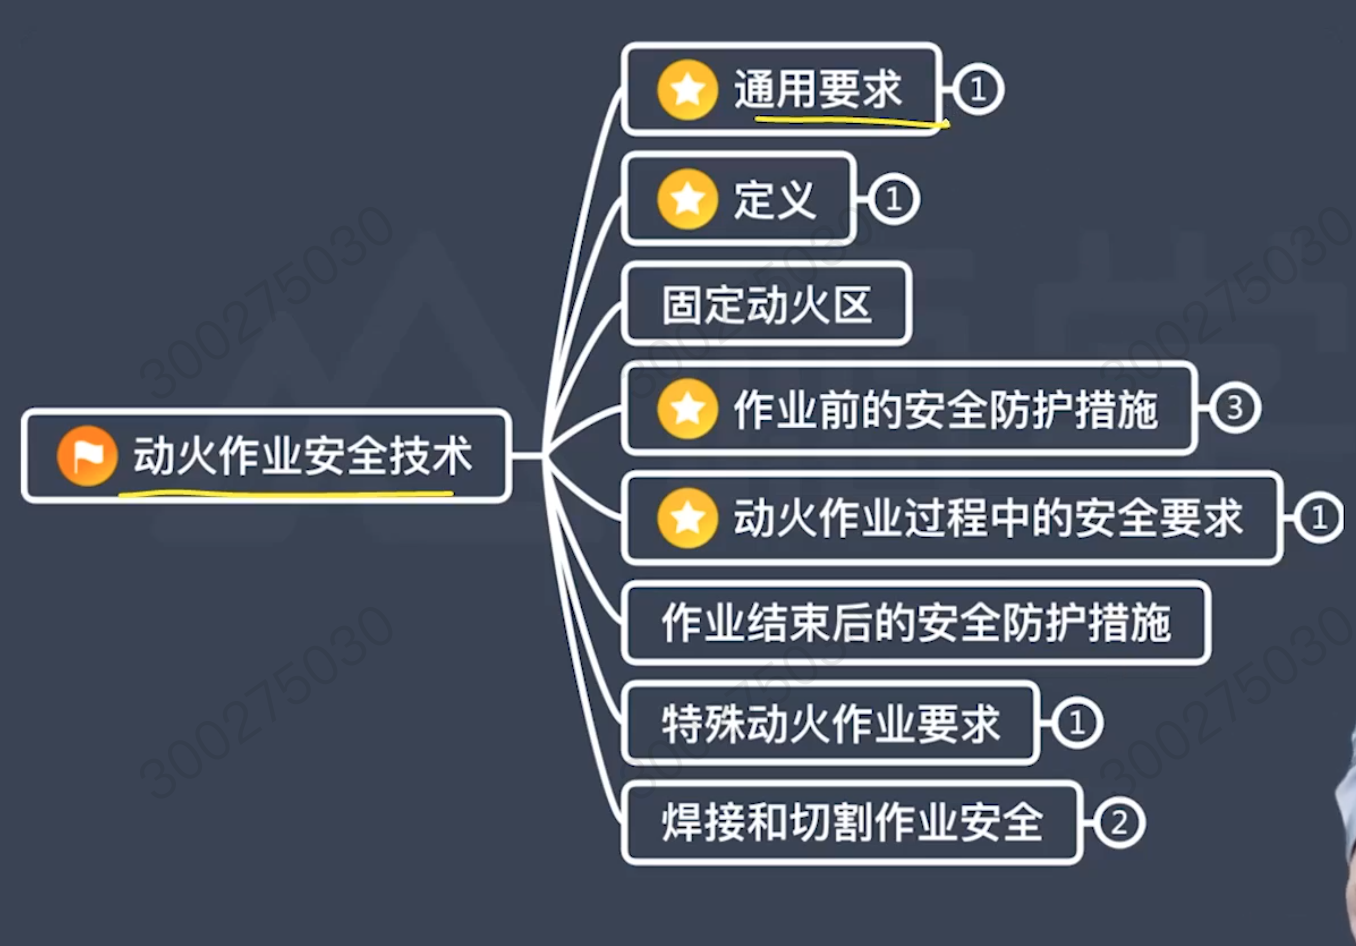 通用要求 1
定义 1
固定动火区
作业前的安全防护措施 3
动火作业安全技术
动火作业过程中的安全要求 1
作业结束后的安全防护措施
特殊动火作业要求 1
焊接和切割作业安全 2
300275030
300275030
300275030
300275030
300275030
300275030